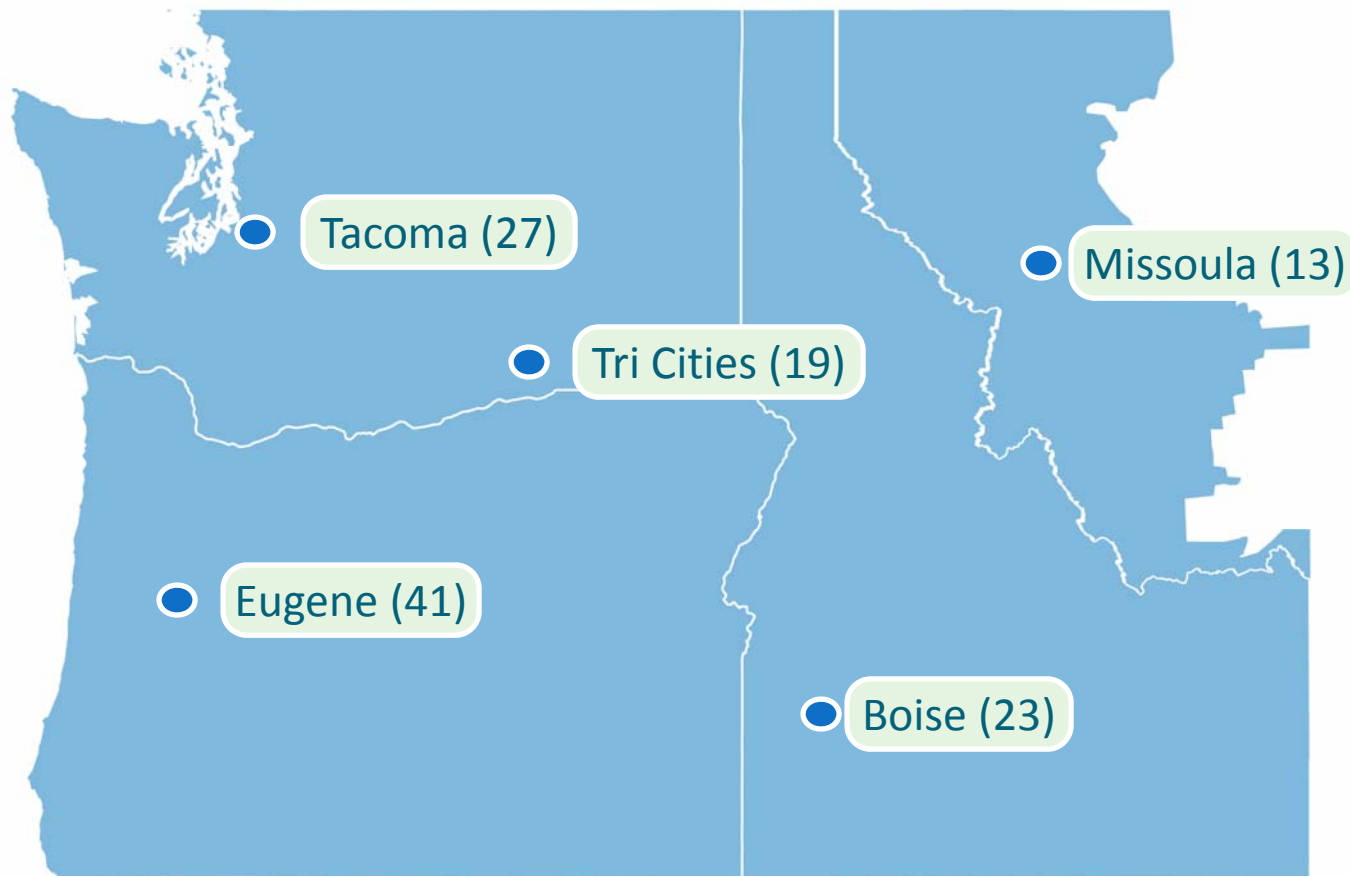 Tacoma (27)
Missoula (13)
Tri Cities (19)
Eugene (41)
Boise (23)